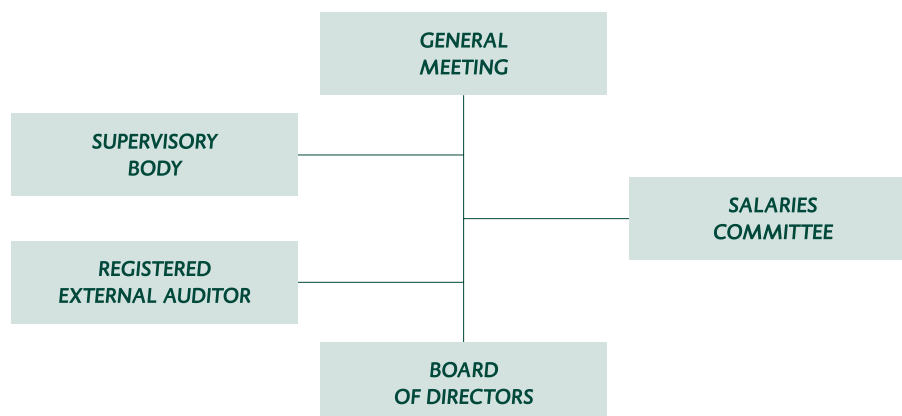 GENERAL
MEETING
SUPERVISORY
BODY
SALARIES
COMMITTEE
REGISTERED
EXTERNAL AUDITOR
BOARD
OF DIRECTORS